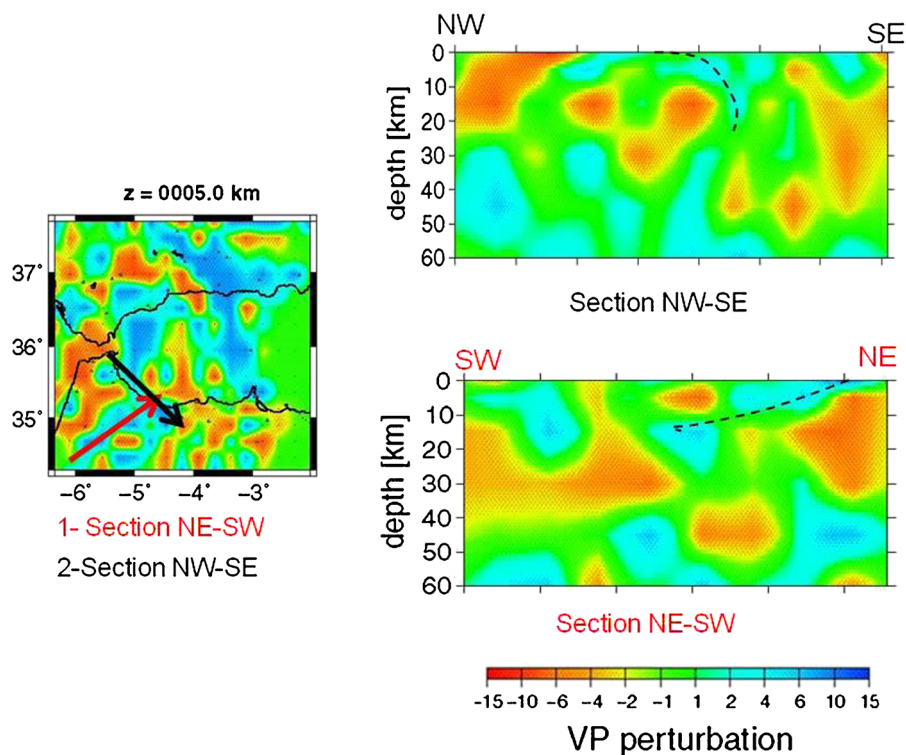 z = 0005.0 km
37°
36°
35°
-6° -5° -4° -3°
1- Section NE-SW
2-Section NW-SE
NW SE
0
10
20
30
40
50
60
depth [km]
Section NW-SE
SW NE
0
10
20
30
40
50
60
depth [km]
Section NE-SW
-15 -10 -6 -4 -2 -1 1 2 4 6 10 15
VP perturbation